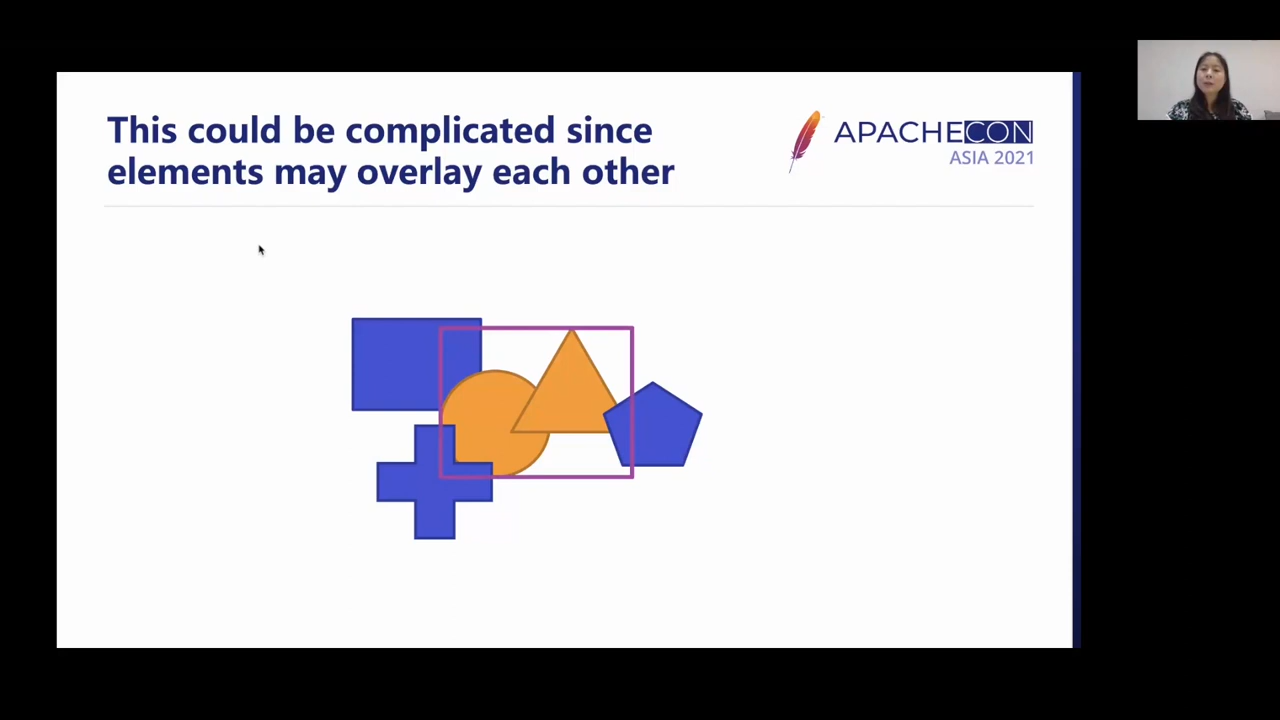 This could be complicated since
elements may overlay each other
APACHECON
ASIA 2021